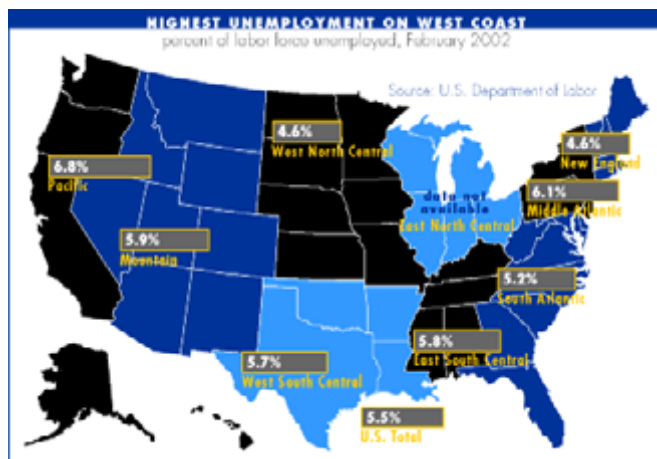 HIGHEST UNEMPLOYMENT ON WEST COAST
percent of labor force unemployed, February 2002
Source: U.S. Department of Labor
4.6%
West North Central
4.6%
New England
6.8%
Pacific
6.1%
Middle Atlantic
data not
available
East North Central
5.9%
Mountain
5.2%
South Atlantic
5.8%
East South Central
5.7%
West South Central
5.5%
U.S. Total